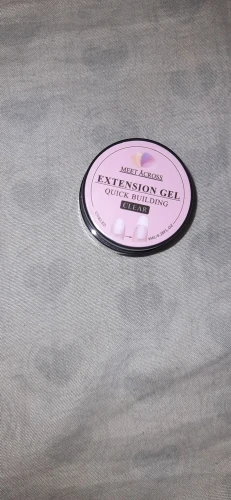 MEET ACROSS
EXTENSION GEL
QUICK BUILDING
CLEAR